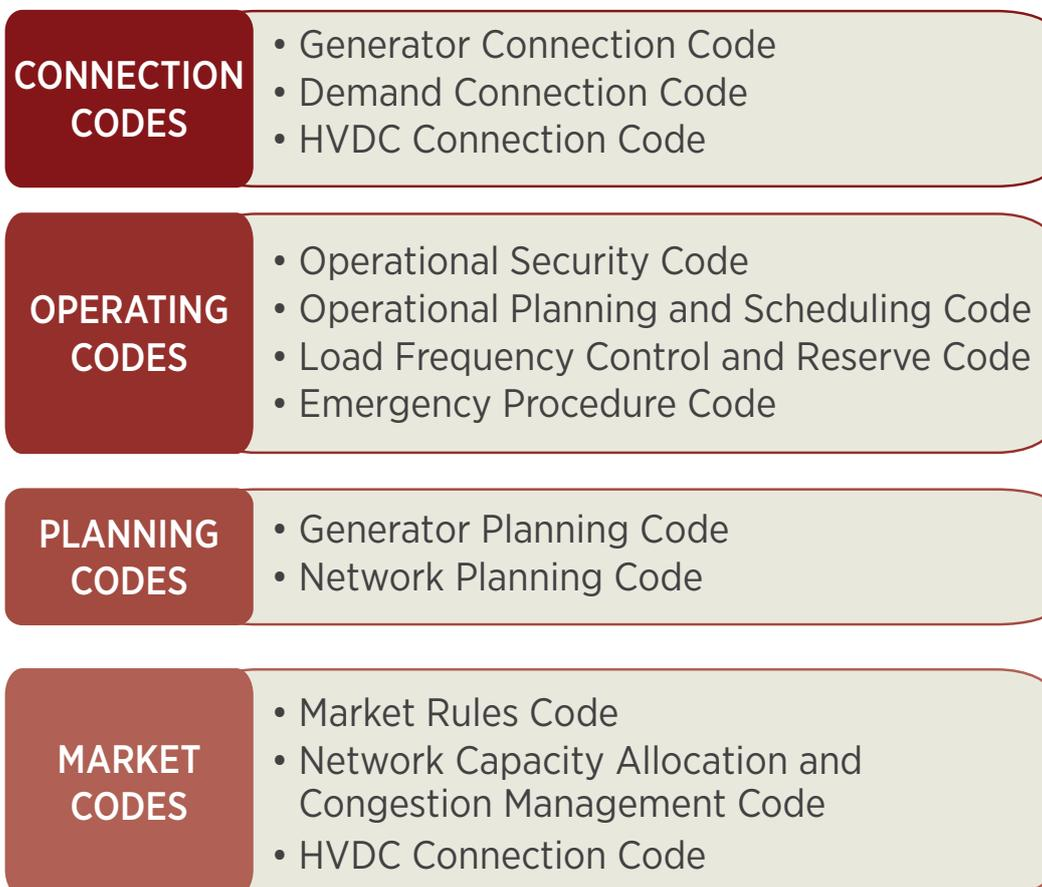 CONNECTION
CODES
• Generator Connection Code
• Demand Connection Code
• HVDC Connection Code
OPERATING
CODES
• Operational Security Code
• Operational Planning and Scheduling Code
• Load Frequency Control and Reserve Code
• Emergency Procedure Code
PLANNING
CODES
• Generator Planning Code
• Network Planning Code
MARKET
CODES
• Market Rules Code
• Network Capacity Allocation and
Congestion Management Code
• HVDC Connection Code